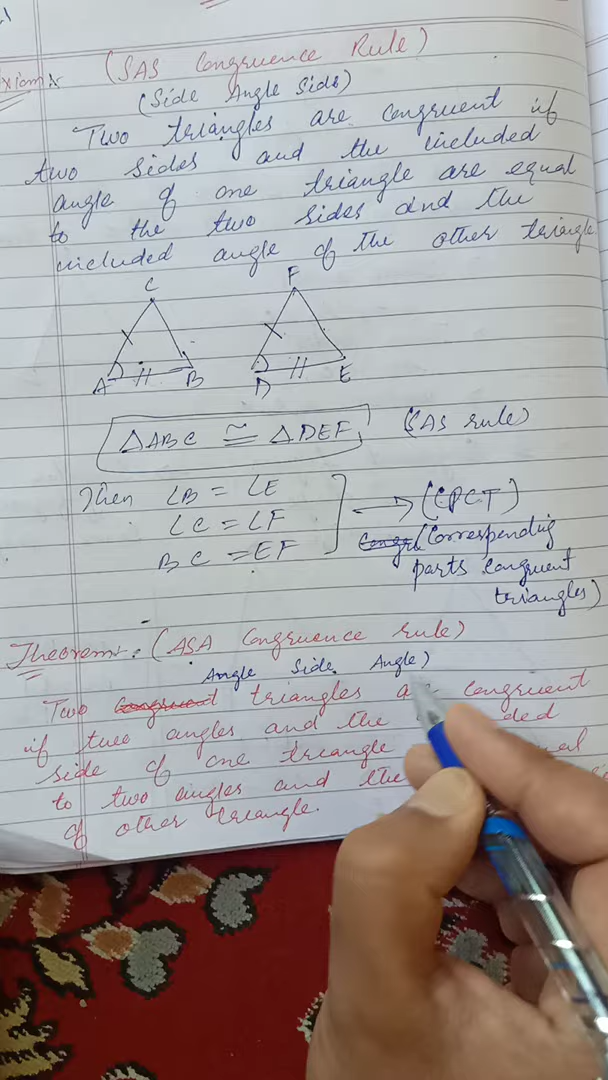 xiom:-
(SAS Congruence Rule)
(Side Angle Side)
Two triangles are congruent if
two sides and the included
angle of one triangle are equal
to the two sides and the
included angle of the other triangle
C F
A B D E
△ABC ≅ △DEF (SAS rule)
Then ∠B = ∠E
∠C = ∠F → (CPCT)
BC = EF (Corresponding
parts congruent
triangles)
Theorem:- (ASA Congruence rule)
Angle Side Angle)
Two triangles are congruent
if two angles and the
side of one triangle
to two angles and the
of other triangle.